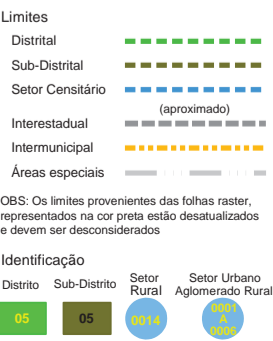 Limites
Distrital
Sub-Distrital
Setor Censitário
(aproximado)
Interestadual
Intermunicipal
Áreas especiais
OBS: Os limites provenientes das folhas raster,
representados na cor preta estão desatualizados
e devem ser desconsiderados
Identificação
Distrito
Sub-Distrito
Setor
Rural
Setor Urbano
Aglomerado Rural
05
05
0014
0001
A
0006